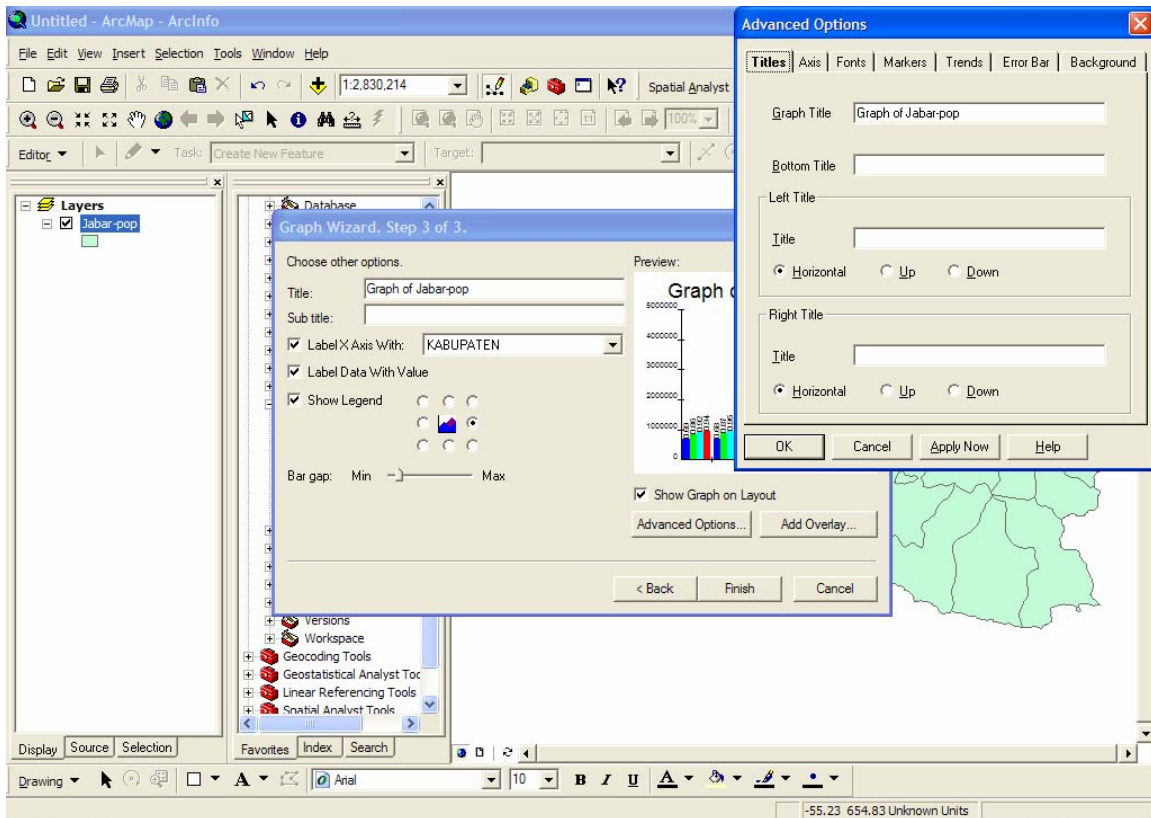 Untitled - ArcMap - ArcInfo
File Edit View Insert Selection Tools Window Help
1:2,830,214
Spatial Analyst
100%
Editor Task: Create New Feature Target:
Layers
Jabar-pop
Database
Graph Wizard. Step 3 of 3.
Choose other options.
Title: Graph of Jabar-pop
Sub title:
Label X Axis With: KABUPATEN
Label Data With Value
Show Legend
Bar gap: Min Max
Preview:
Graph
5000000
4000000
3000000
2000000
1000000
0
Show Graph on Layout
Advanced Options... Add Overlay...
< Back Finish Cancel
Advanced Options
Titles Axis Fonts Markers Trends Error Bar Background
Graph Title Graph of Jabar-pop
Bottom Title
Left Title
Title
Horizontal Up Down
Right Title
Title
Horizontal Up Down
OK Cancel Apply Now Help
Versions
Workspace
Geocoding Tools
Geostatistical Analyst Toc
Linear Referencing Tools
Spatial Analyst Tools
Display Source Selection
Favorites Index Search
Drawing A Arial 10 B I U A
-55.23 654.83 Unknown Units